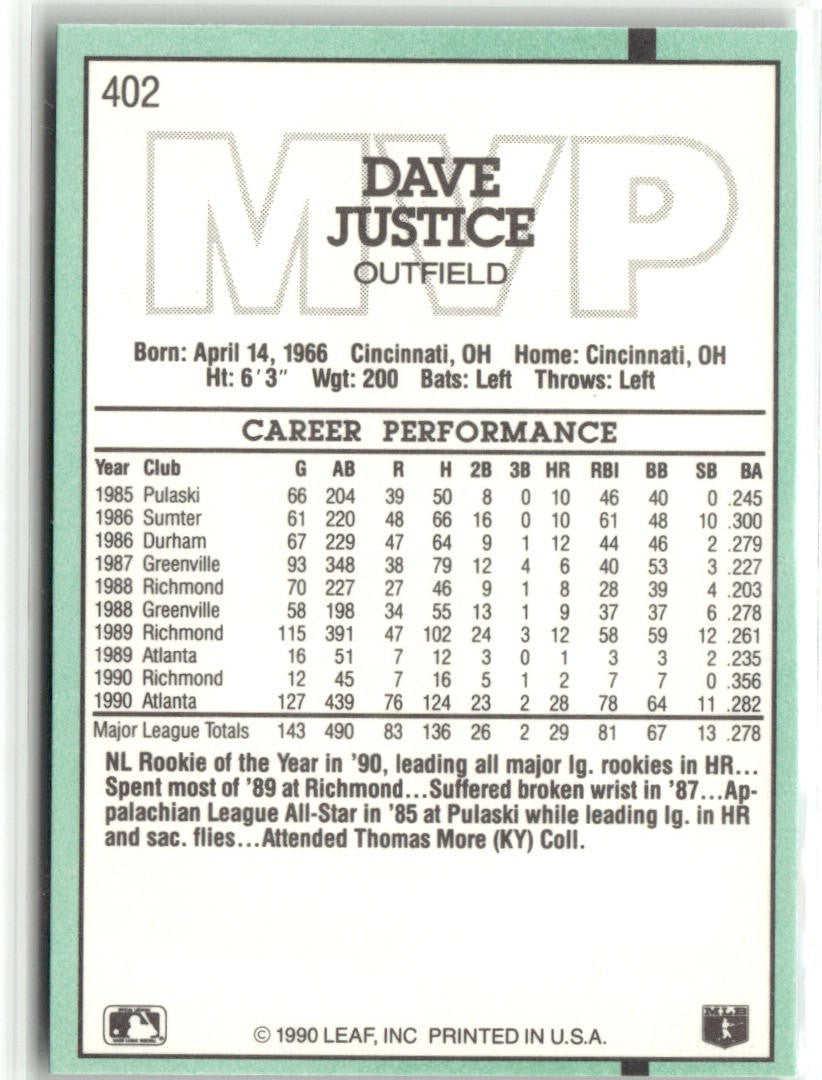 402
MVP
DAVE
JUSTICE
OUTFIELD
Born: April 14, 1966 Cincinnati, OH Home: Cincinnati, OH
Ht: 6'3" Wgt: 200 Bats: Left Throws: Left
CAREER PERFORMANCE
Year Club G AB R H 2B 3B HR RBI BB SB BA
1985 Pulaski 66 204 39 50 8 0 10 46 40 0 .245
1986 Sumter 61 220 48 66 16 0 10 61 48 10 .300
1986 Durham 67 229 47 64 9 1 12 44 46 2 .279
1987 Greenville 93 348 38 79 12 4 6 40 53 3 .227
1988 Richmond 70 227 27 46 9 1 8 28 39 4 .203
1988 Greenville 58 198 34 55 13 1 9 37 37 6 .278
1989 Richmond 115 391 47 102 24 3 12 58 59 12 .261
1989 Atlanta 16 51 7 12 3 0 1 3 3 2 .235
1990 Richmond 12 45 7 16 5 1 2 7 7 0 .356
1990 Atlanta 127 439 76 124 23 2 28 78 64 11 .282
Major League Totals 143 490 83 136 26 2 29 81 67 13 .278
NL Rookie of the Year in '90, leading all major lg. rookies in HR...
Spent most of '89 at Richmond...Suffered broken wrist in '87...Ap-
palachian League All-Star in '85 at Pulaski while leading lg. in HR
and sac. flies...Attended Thomas More (KY) Coll.
© 1990 LEAF, INC PRINTED IN U.S.A.
MLB